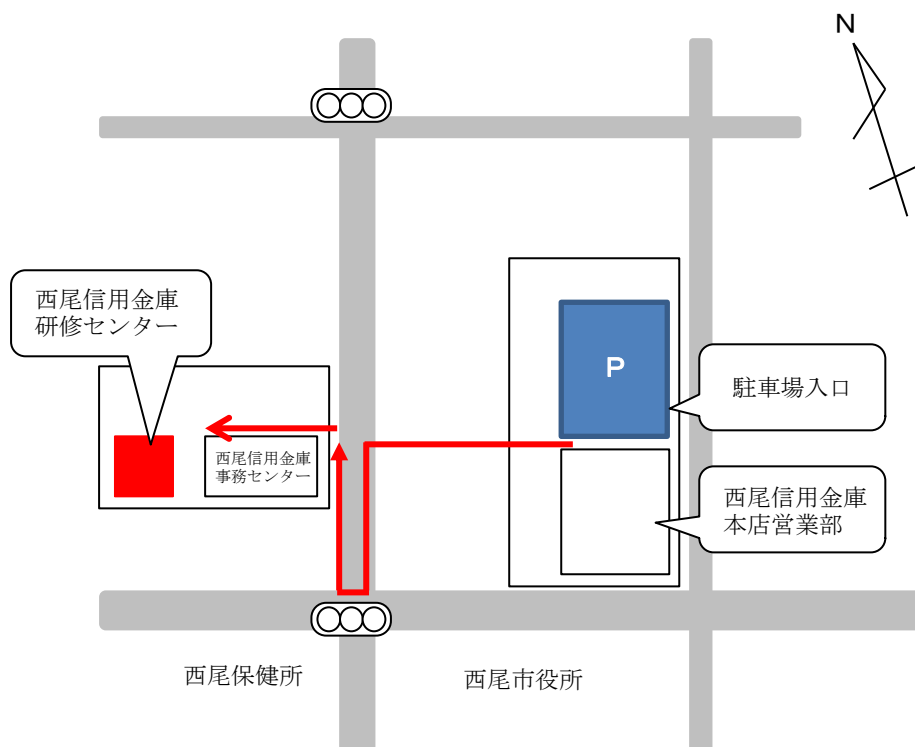 N
西尾信用金庫
研修センター
P
駐車場入口
西尾信用金庫
事務センター
西尾信用金庫
本店営業部
西尾保健所
西尾市役所